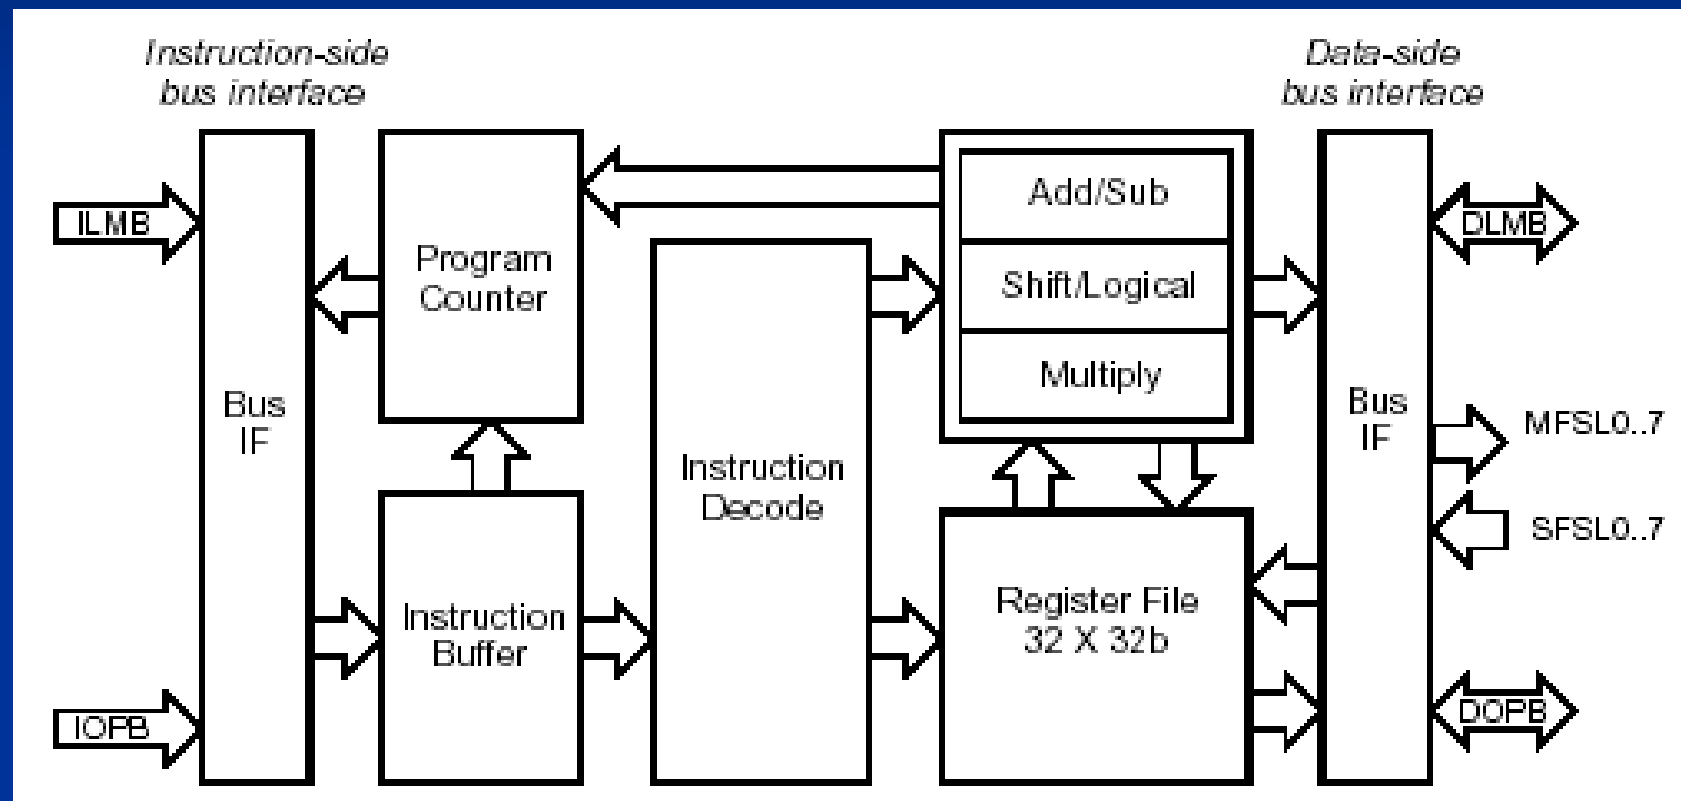 Instruction-side
bus interface
Data-side
bus interface
ILMB
IOPB
Bus
IF
Program
Counter
Instruction
Buffer
Instruction
Decode
Add/Sub
Shift/Logical
Multiply
Register File
32 X 32b
Bus
IF
DLMB
MFSL0..7
SFSL0..7
DOPB